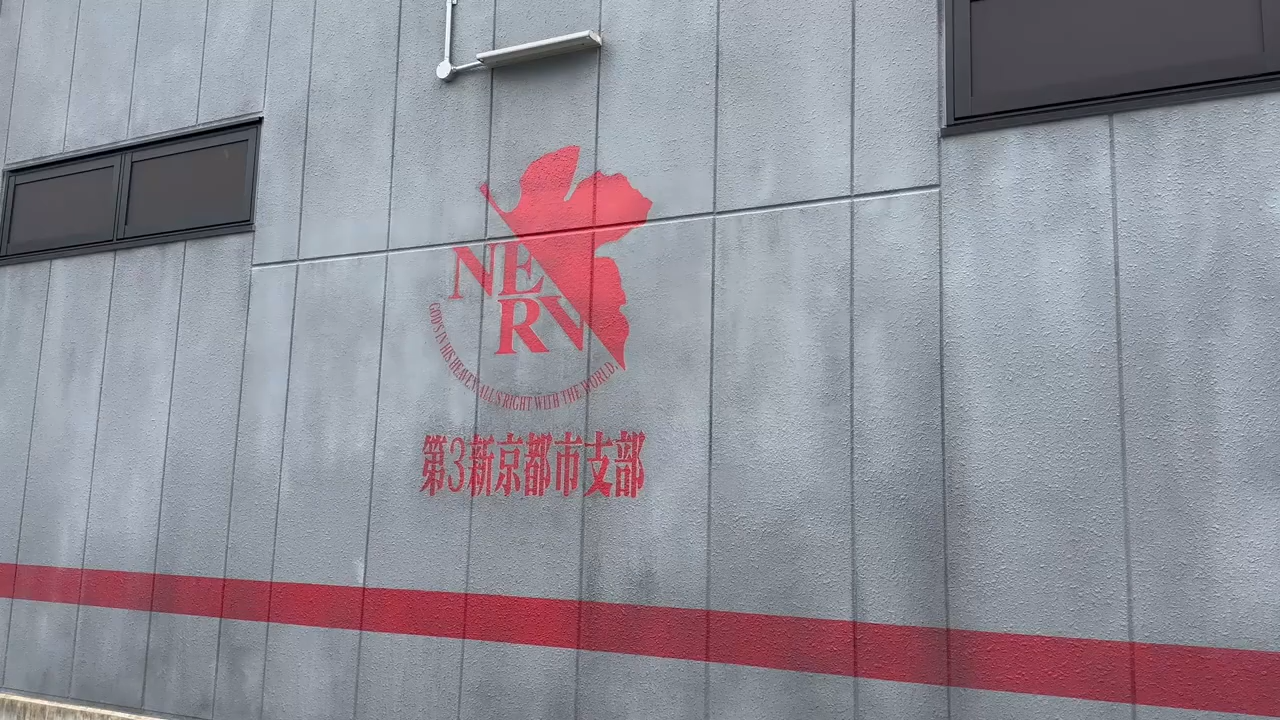 NERV
GOD'S IN HIS HEAVEN. ALL'S RIGHT WITH THE WORLD.
第3新京都市支部